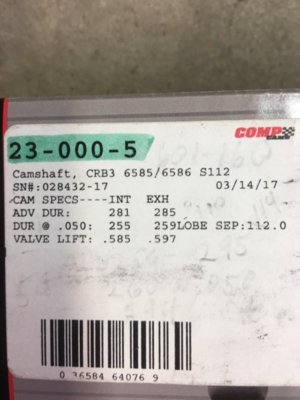 COMP
CAMS
23-000-5
Camshaft, CRB3 6585/6586 S112
SN#:028432-17 03/14/17
CAM SPECS----INT EXH
ADV DUR: 281 285
DUR @ .050: 255 259LOBE SEP:112.0
VALVE LIFT: .585 .597
0 36584 64076 9